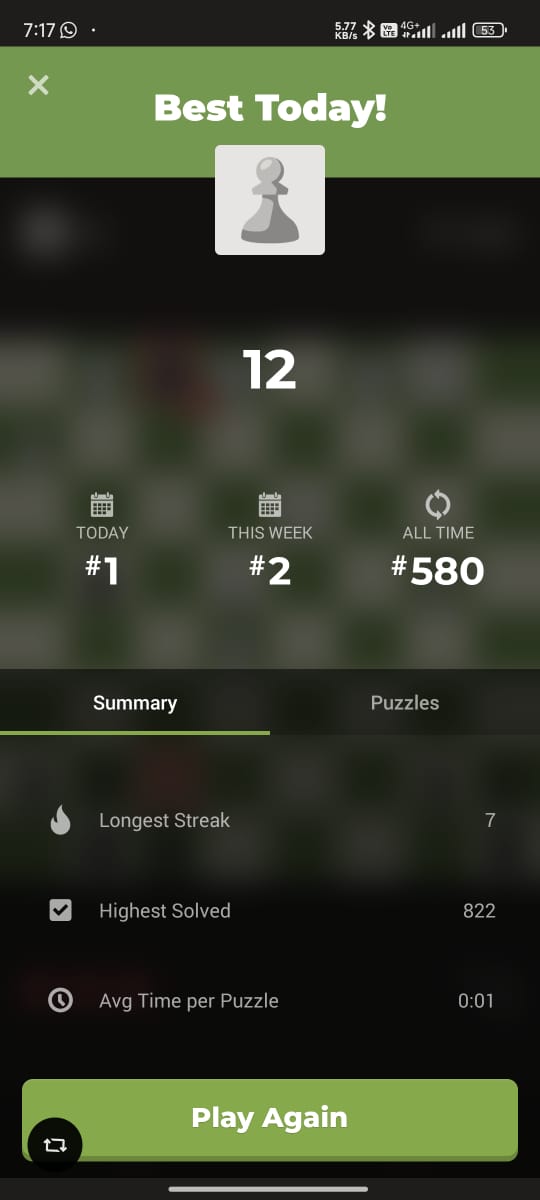 7:17
5.77 KB/s Vo LTE 4G+ 53
Best Today!
12
TODAY THIS WEEK ALL TIME
#1 #2 #580
Summary Puzzles
Longest Streak 7
Highest Solved 822
Avg Time per Puzzle 0:01
Play Again